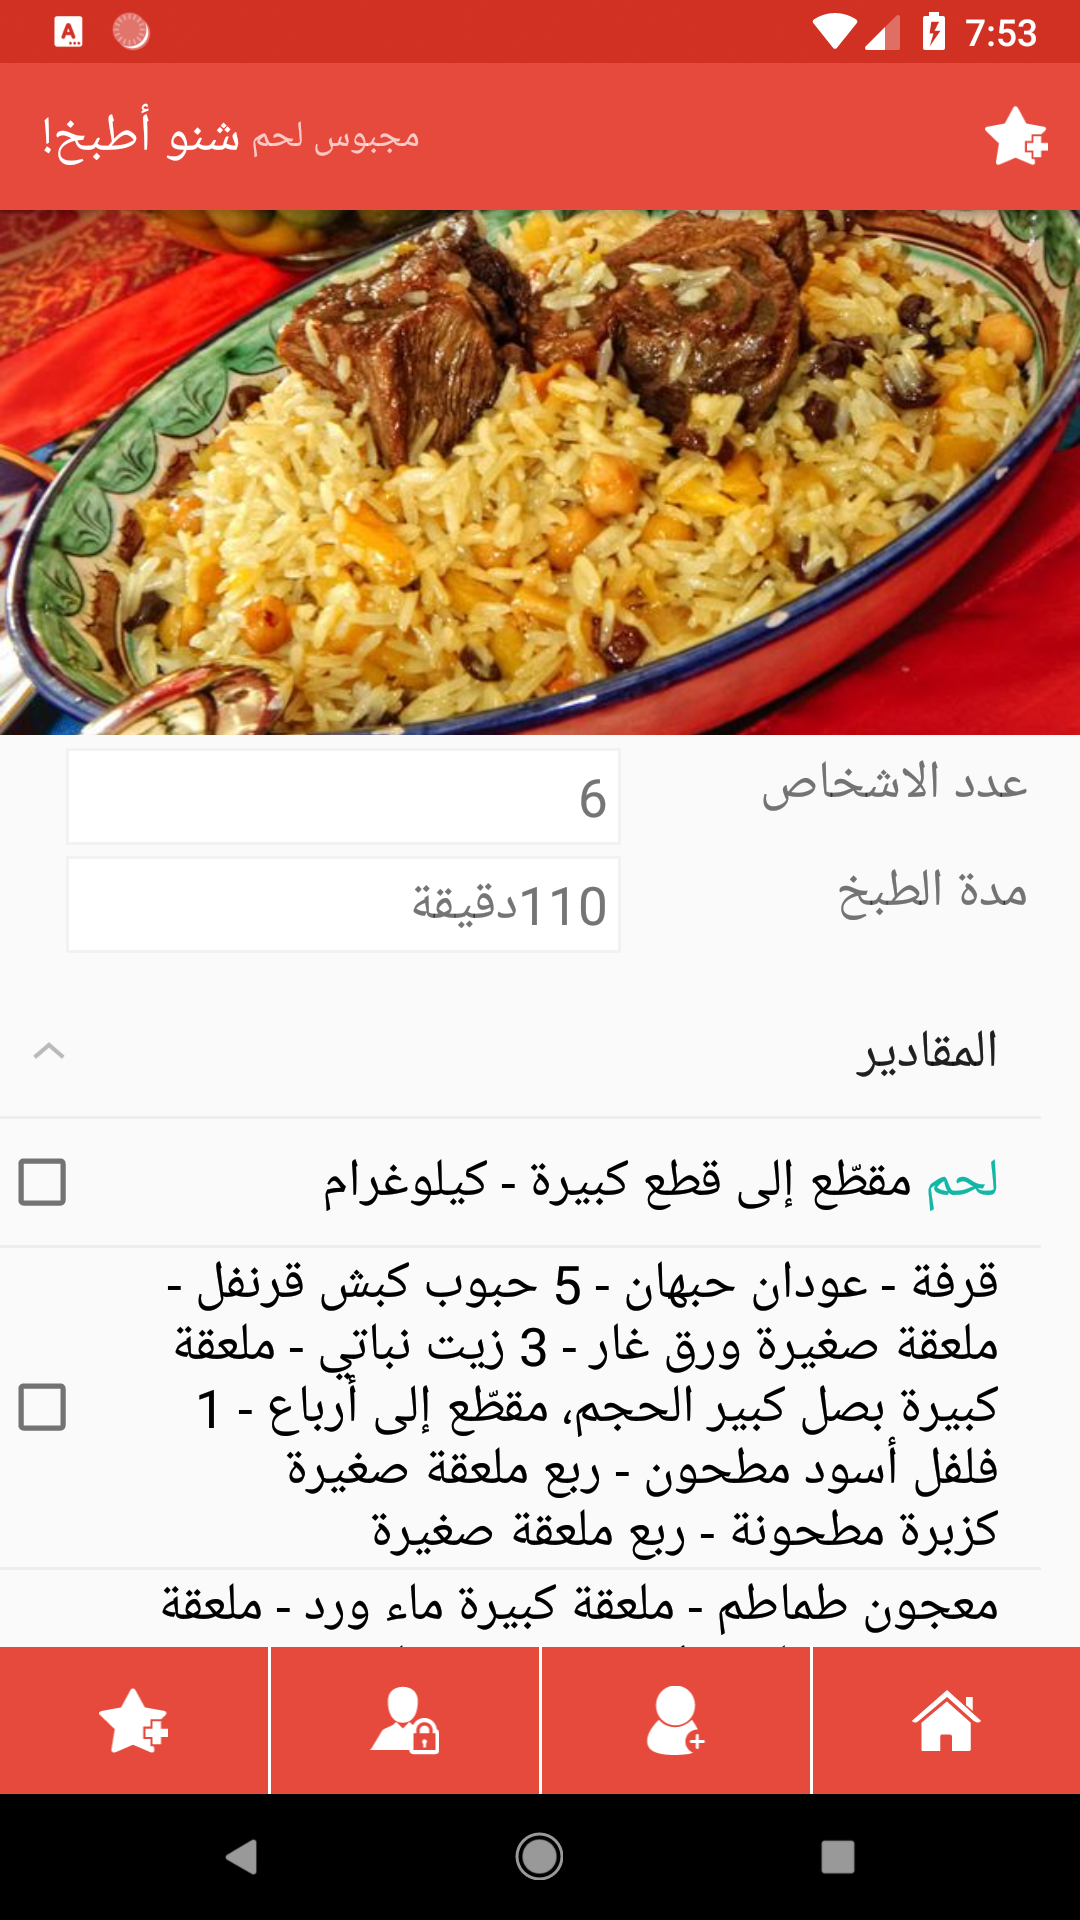 7:53
شنو أطبخ! مجبوس لحم
عدد الاشخاص
6
مدة الطبخ
110دقيقة
المقادير
لحم مقطّع إلى قطع كبيرة - كيلوغرام
قرفة - عودان حبهان - 5 حبوب كبش قرنفل -
ملعقة صغيرة ورق غار - 3 زيت نباتي - ملعقة
كبيرة بصل كبير الحجم، مقطّع إلى أرباع - 1
فلفل أسود مطحون - ربع ملعقة صغيرة
كزبرة مطحونة - ربع ملعقة صغيرة
معجون طماطم - ملعقة كبيرة ماء ورد - ملعقة